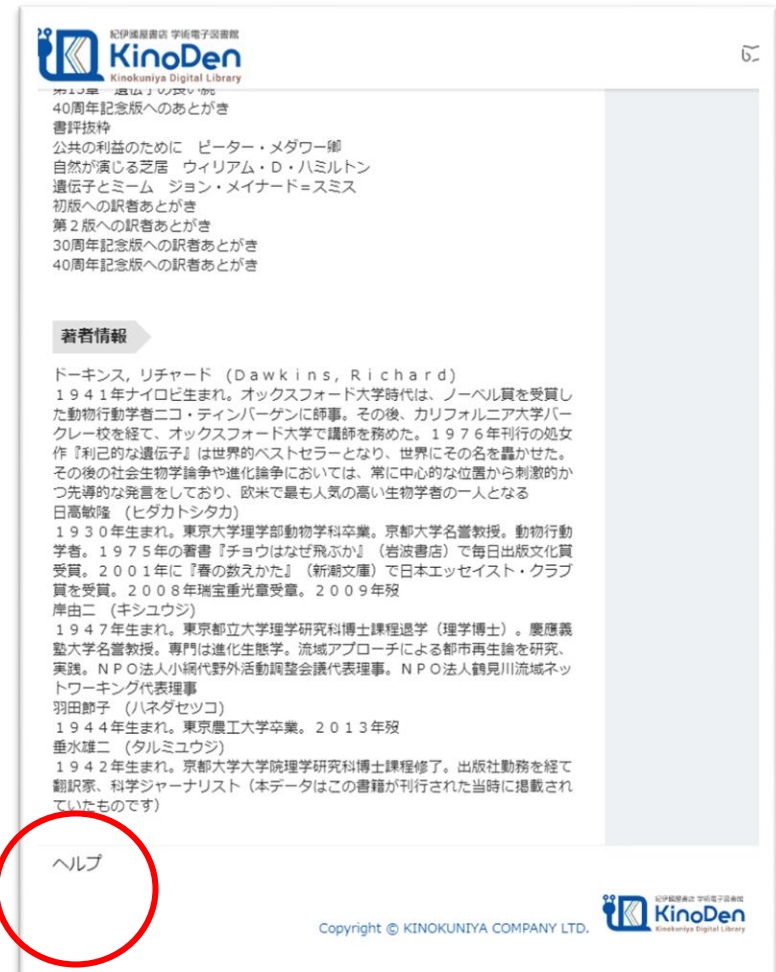 紀伊國屋書店 学術電子図書館
KinoDen
Kinokuniya Digital Library
第13章 遺伝子の長い腕
40周年記念版へのあとがき
書評抜粋
公共の利益のために ピーター・メダワー卿
自然が演じる芝居 ウィリアム・D・ハミルトン
遺伝子とミーム ジョン・メイナード=スミス
初版への訳者あとがき
第2版への訳者あとがき
30周年記念版への訳者あとがき
40周年記念版への訳者あとがき
著者情報
ドーキンス, リチャード (Dawkins, Richard)
1941年ナイロビ生まれ。オックスフォード大学時代は、ノーベル賞を受賞し
た動物行動学者ニコ・ティンバーゲンに師事。その後、カリフォルニア大学バー
クレー校を経て、オックスフォード大学で講師を務めた。1976年刊行の処女
作『利己的な遺伝子』は世界的ベストセラーとなり、世界にその名を轟かせた。
その後の社会生物学論争や進化論争においては、常に中心的な位置から刺激的か
つ先導的な発言をしており、欧米で最も人気の高い生物学者の一人となる
日高敏隆 (ヒダカトシタカ)
1930年生まれ。東京大学理学部動物学科卒業。京都大学名誉教授。動物行動
学者。1975年の著書『チョウはなぜ飛ぶか』(岩波書店)で毎日出版文化賞
受賞。2001年に『春の数えかた』(新潮文庫)で日本エッセイスト・クラブ
賞を受賞。2008年瑞宝重光章受章。2009年歿
岸由二 (キシユウジ)
1947年生まれ。東京都立大学理学研究科博士課程退学(理学博士)。慶應義
塾大学名誉教授。専門は進化生態学。流域アプローチによる都市再生論を研究、
実践。NPO法人小網代野外活動調整会議代表理事。NPO法人鶴見川流域ネッ
トワーキング代表理事
羽田節子 (ハネダセツコ)
1944年生まれ。東京農工大学卒業。2013年歿
垂水雄二 (タルミユウジ)
1942年生まれ。京都大学大学院理学研究科博士課程修了。出版社勤務を経て
翻訳家、科学ジャーナリスト(本データはこの書籍が刊行された当時に掲載され
ていたものです)
ヘルプ
Copyright © KINOKUNIYA COMPANY LTD.
紀伊國屋書店 学術電子図書館
KinoDen
Kinokuniya Digital Library